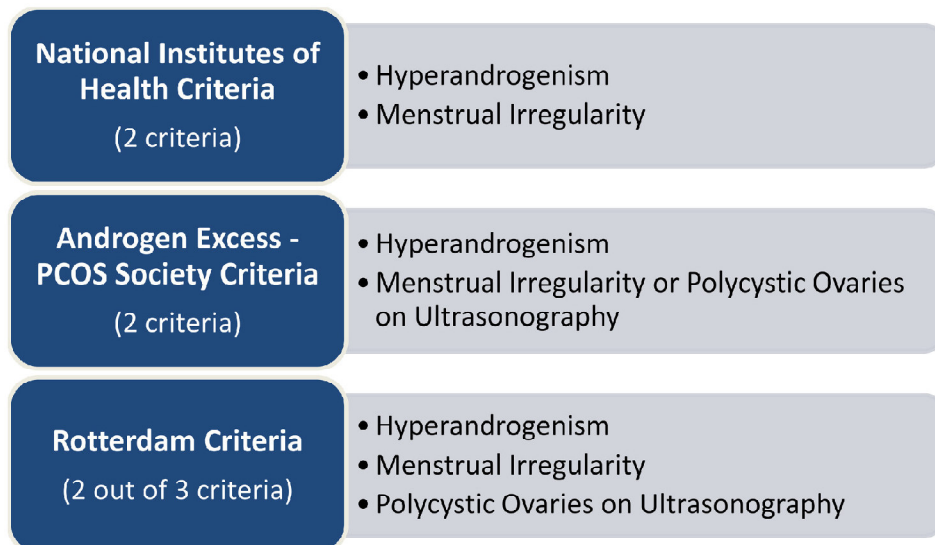 National Institutes of
Health Criteria
(2 criteria)
• Hyperandrogenism
• Menstrual Irregularity
Androgen Excess -
PCOS Society Criteria
(2 criteria)
• Hyperandrogenism
• Menstrual Irregularity or Polycystic Ovaries
on Ultrasonography
Rotterdam Criteria
(2 out of 3 criteria)
• Hyperandrogenism
• Menstrual Irregularity
• Polycystic Ovaries on Ultrasonography